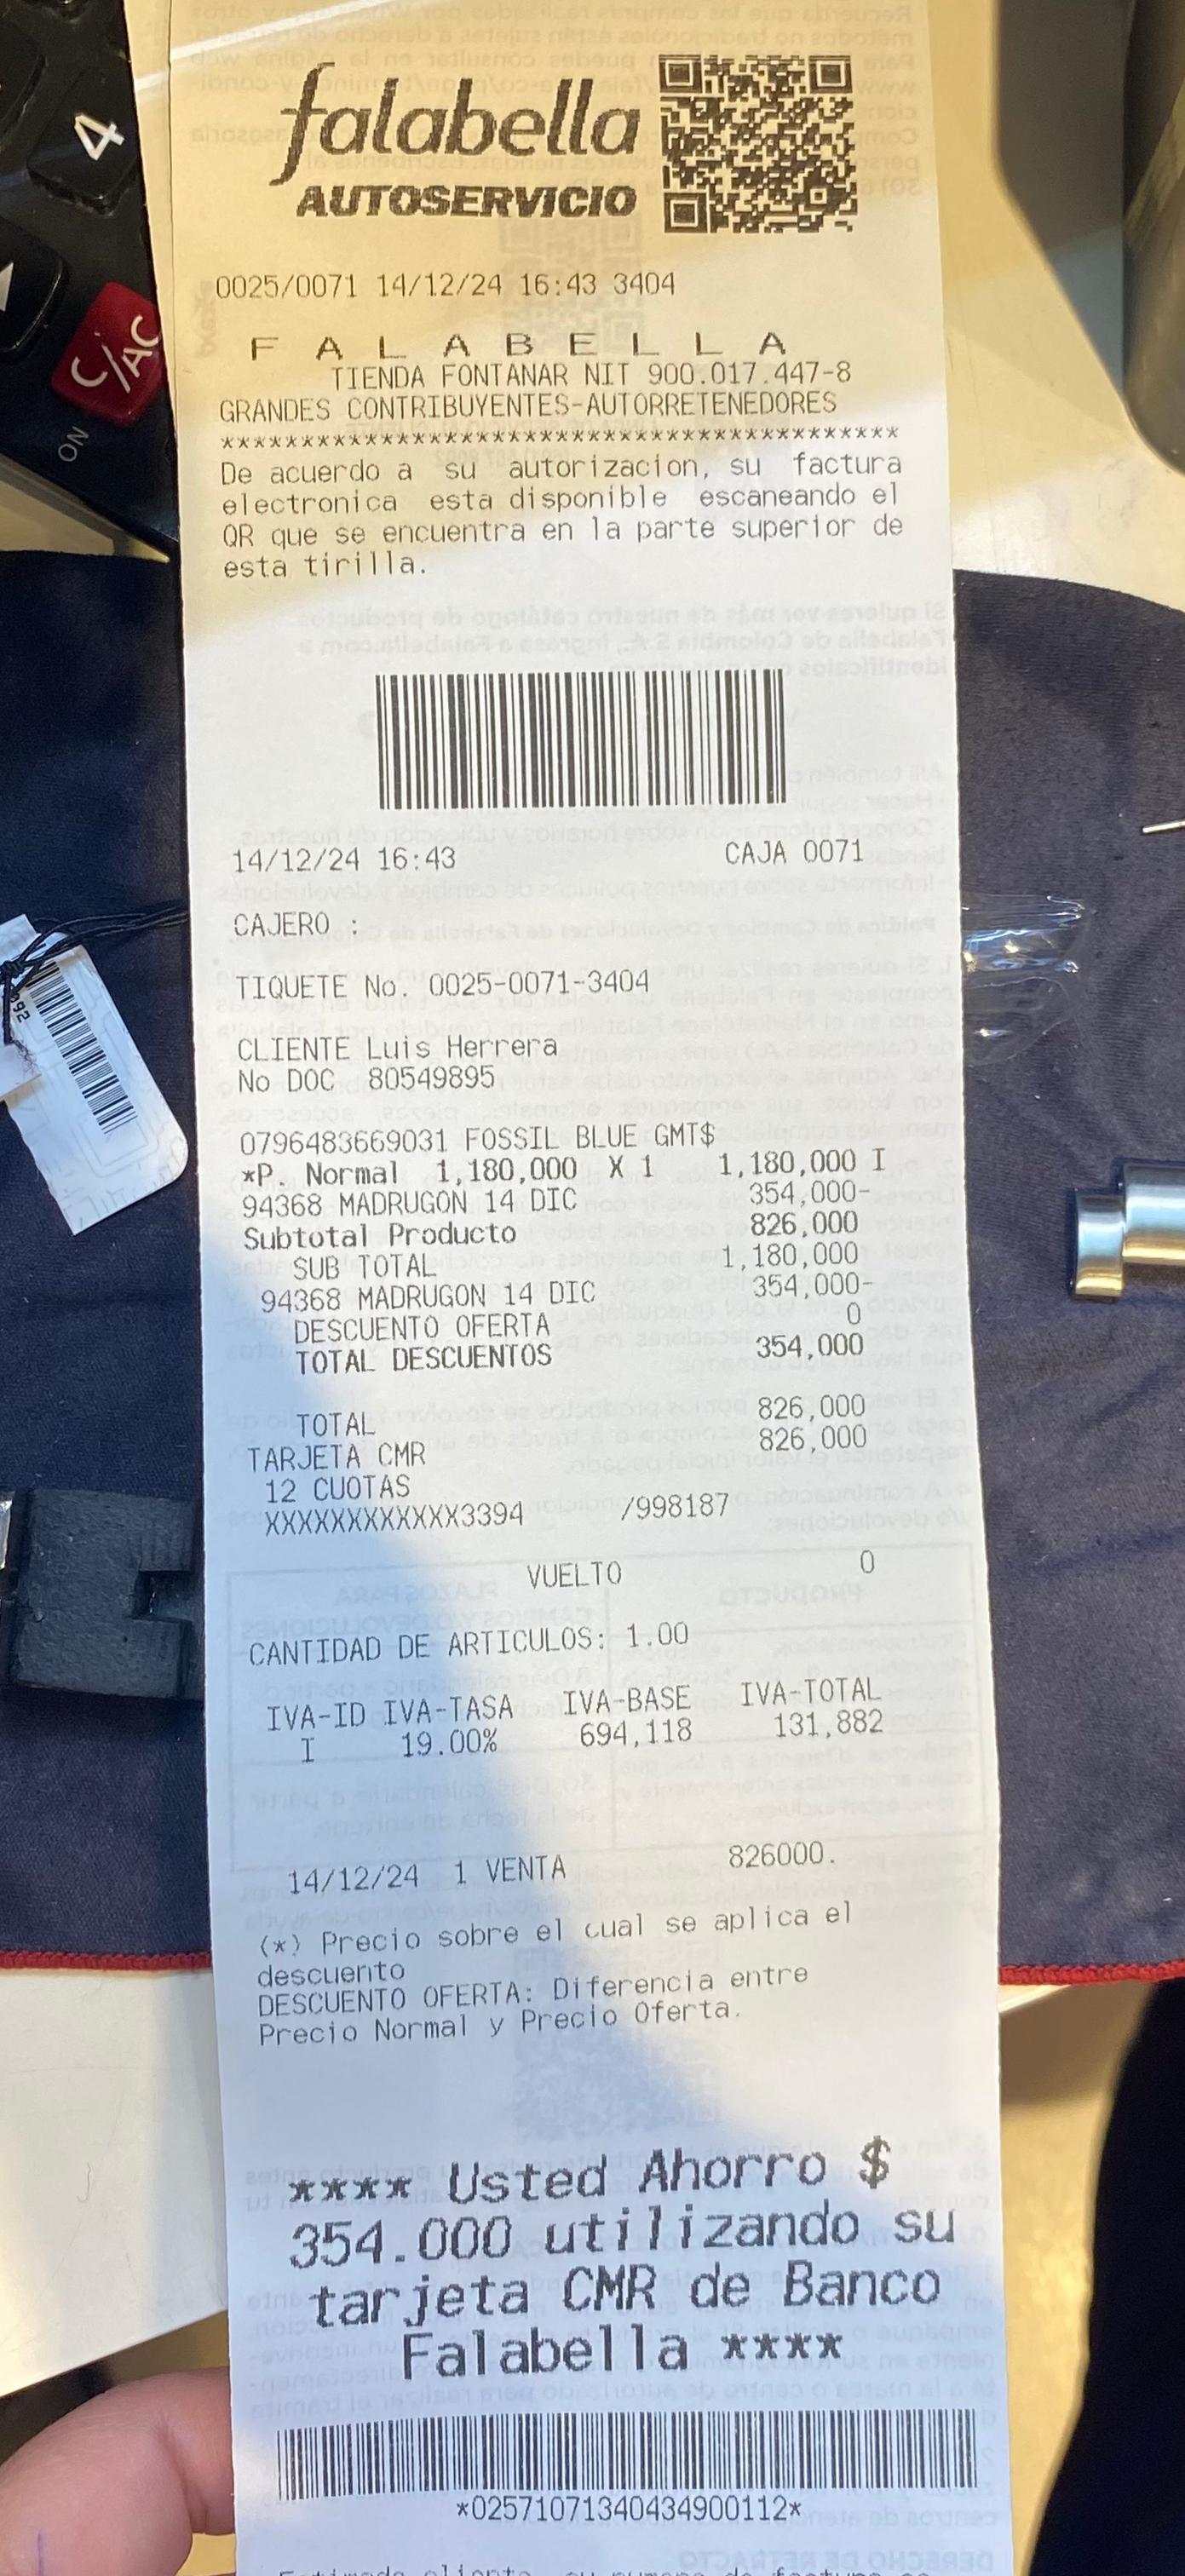 falabella
AUTOSERVICIO
0025/0071 14/12/24 16:43 3404
F A L A B E L L A
TIENDA FONTANAR NIT 900.017.447-8
GRANDES CONTRIBUYENTES-AUTORRETENEDORES
*******************************************
De acuerdo a su autorizacion, su factura
electronica esta disponible escaneando el
QR que se encuentra en la parte superior de
esta tirilla.
14/12/24 16:43 CAJA 0071
CAJERO :
TIQUETE No. 0025-0071-3404
CLIENTE Luis Herrera
No DOC 80549895
0796483669031 FOSSIL BLUE GMT$
*P. Normal 1,180,000 X 1 1,180,000 I
94368 MADRUGON 14 DIC 354,000-
Subtotal Producto 826,000
SUB TOTAL 1,180,000
94368 MADRUGON 14 DIC 354,000-
DESCUENTO OFERTA 0
TOTAL DESCUENTOS 354,000
TOTAL 826,000
TARJETA CMR 826,000
12 CUOTAS
XXXXXXXXXXXX3394 /998187
VUELTO 0
CANTIDAD DE ARTICULOS: 1.00
IVA-ID IVA-TASA IVA-BASE IVA-TOTAL
I 19.00% 694,118 131,882
14/12/24 1 VENTA 826000.
(*) Precio sobre el cual se aplica el
descuento
DESCUENTO OFERTA: Diferencia entre
Precio Normal y Precio Oferta.
**** Usted Ahorro $
354.000 utilizando su
tarjeta CMR de Banco
Falabella ****
*02571071340434900112*
4
C/AC
ON